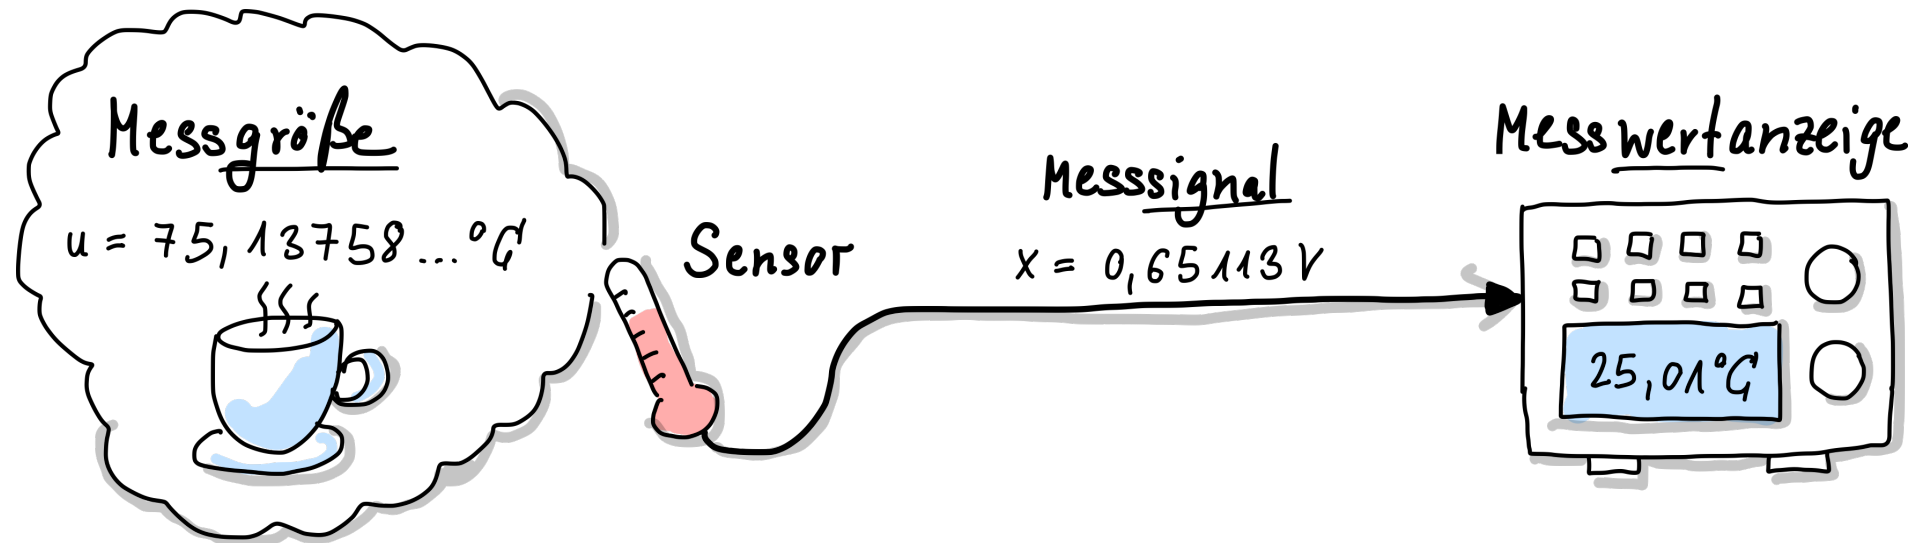 Messgröße
u = 75,13758...°C
Sensor
Messsignal
x = 0,65113 V
Messwertanzeige
25,01°C